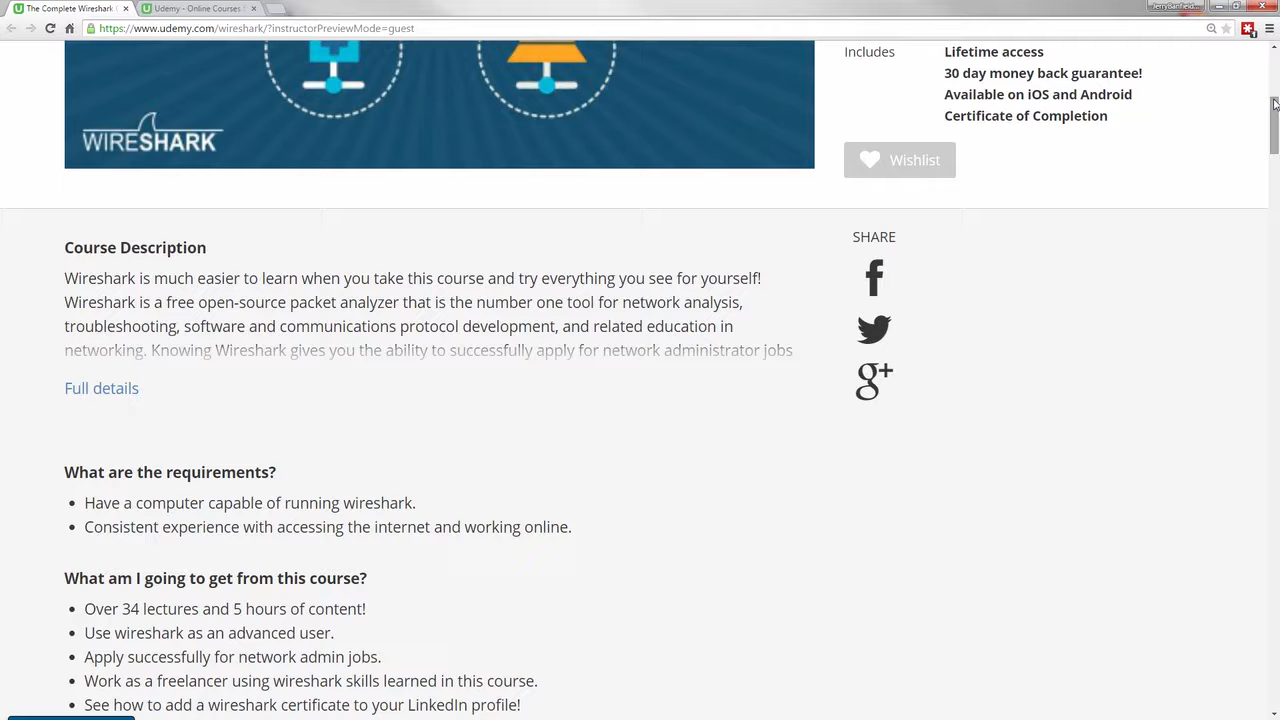 The Complete Wireshark
Udemy - Online Courses
JerryBanfield...
https://www.udemy.com/wireshark/?instructorPreviewMode=guest
WIRESHARK
Includes
Lifetime access
30 day money back guarantee!
Available on iOS and Android
Certificate of Completion
Wishlist
Course Description
Wireshark is much easier to learn when you take this course and try everything you see for yourself!
Wireshark is a free open-source packet analyzer that is the number one tool for network analysis,
troubleshooting, software and communications protocol development, and related education in
networking. Knowing Wireshark gives you the ability to successfully apply for network administrator jobs
Full details
SHARE
What are the requirements?
Have a computer capable of running wireshark.
Consistent experience with accessing the internet and working online.
What am I going to get from this course?
Over 34 lectures and 5 hours of content!
Use wireshark as an advanced user.
Apply successfully for network admin jobs.
Work as a freelancer using wireshark skills learned in this course.
See how to add a wireshark certificate to your LinkedIn profile!